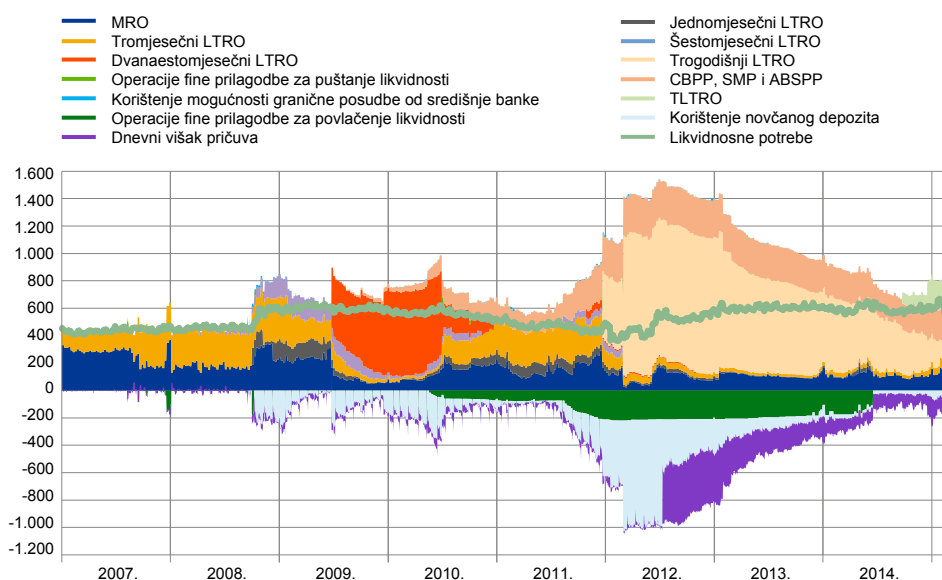 MRO
Tromjesečni LTRO
Dvanaestomjesečni LTRO
Operacije fine prilagodbe za puštanje likvidnosti
Korištenje mogućnosti granične posudbe od središnje banke
Operacije fine prilagodbe za povlačenje likvidnosti
Dnevni višak pričuva
Jednomjesečni LTRO
Šestomjesečni LTRO
Trogodišnji LTRO
CBPP, SMP i ABSPP
TLTRO
Korištenje novčanog depozita
Likvidnosne potrebe
1.600
1.400
1.200
1.000
800
600
400
200
0
-200
-400
-600
-800
-1.000
-1.200
2007. 2008. 2009. 2010. 2011. 2012. 2013. 2014.